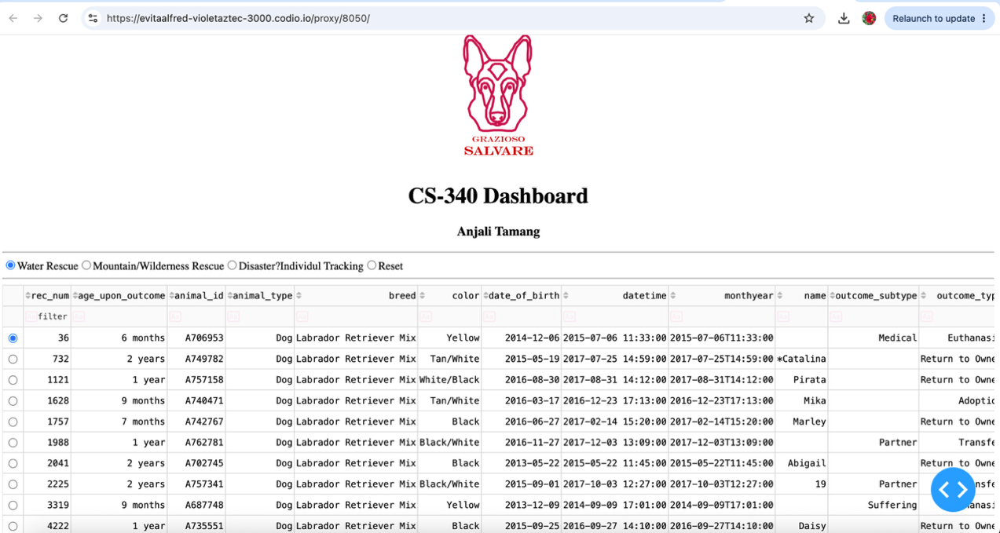 https://evitaalfred-violetaztec-3000.codio.io/proxy/8050/ Relaunch to update
GRAZIOSO
SALVARE
CS-340 Dashboard
Anjali Tamang
Water Rescue Mountain/Wilderness Rescue Disaster?Individul Tracking Reset
rec_num age_upon_outcome animal_id animal_type breed color date_of_birth datetime monthyear name outcome_subtype outcome_typ
Aa filter Aa Aa Aa Aa Aa Aa Aa Aa Aa Aa Aa
36 6 months A706953 Dog Labrador Retriever Mix Yellow 2014-12-06 2015-07-06 11:33:00 2015-07-06T11:33:00 Medical Euthanasi
732 2 years A749782 Dog Labrador Retriever Mix Tan/White 2015-05-19 2017-07-25 14:59:00 2017-07-25T14:59:00 *Catalina Return to Owne
1121 1 year A757158 Dog Labrador Retriever Mix White/Black 2016-08-30 2017-08-31 14:12:00 2017-08-31T14:12:00 Pirata Return to Owne
1628 9 months A740471 Dog Labrador Retriever Mix Tan/White 2016-03-17 2016-12-23 17:13:00 2016-12-23T17:13:00 Mika Adoptio
1757 7 months A742767 Dog Labrador Retriever Mix Black 2016-06-27 2017-02-14 15:20:00 2017-02-14T15:20:00 Marley Return to Owne
1988 1 year A762781 Dog Labrador Retriever Mix Black/White 2016-11-27 2017-12-03 13:09:00 2017-12-03T13:09:00 Partner Transfe
2041 2 years A702745 Dog Labrador Retriever Mix Black 2013-05-22 2015-05-22 11:45:00 2015-05-22T11:45:00 Abigail Return to Owne
2225 2 years A757341 Dog Labrador Retriever Mix Black/White 2015-09-01 2017-10-03 12:27:00 2017-10-03T12:27:00 19 Partner nsfe
3319 9 months A687748 Dog Labrador Retriever Mix Yellow 2013-12-09 2014-09-09 17:01:00 2014-09-09T17:01:00 Suffering anasi
4222 1 year A735551 Dog Labrador Retriever Mix Black 2015-09-25 2016-09-27 14:10:00 2016-09-27T14:10:00 Daisy Return to Owne